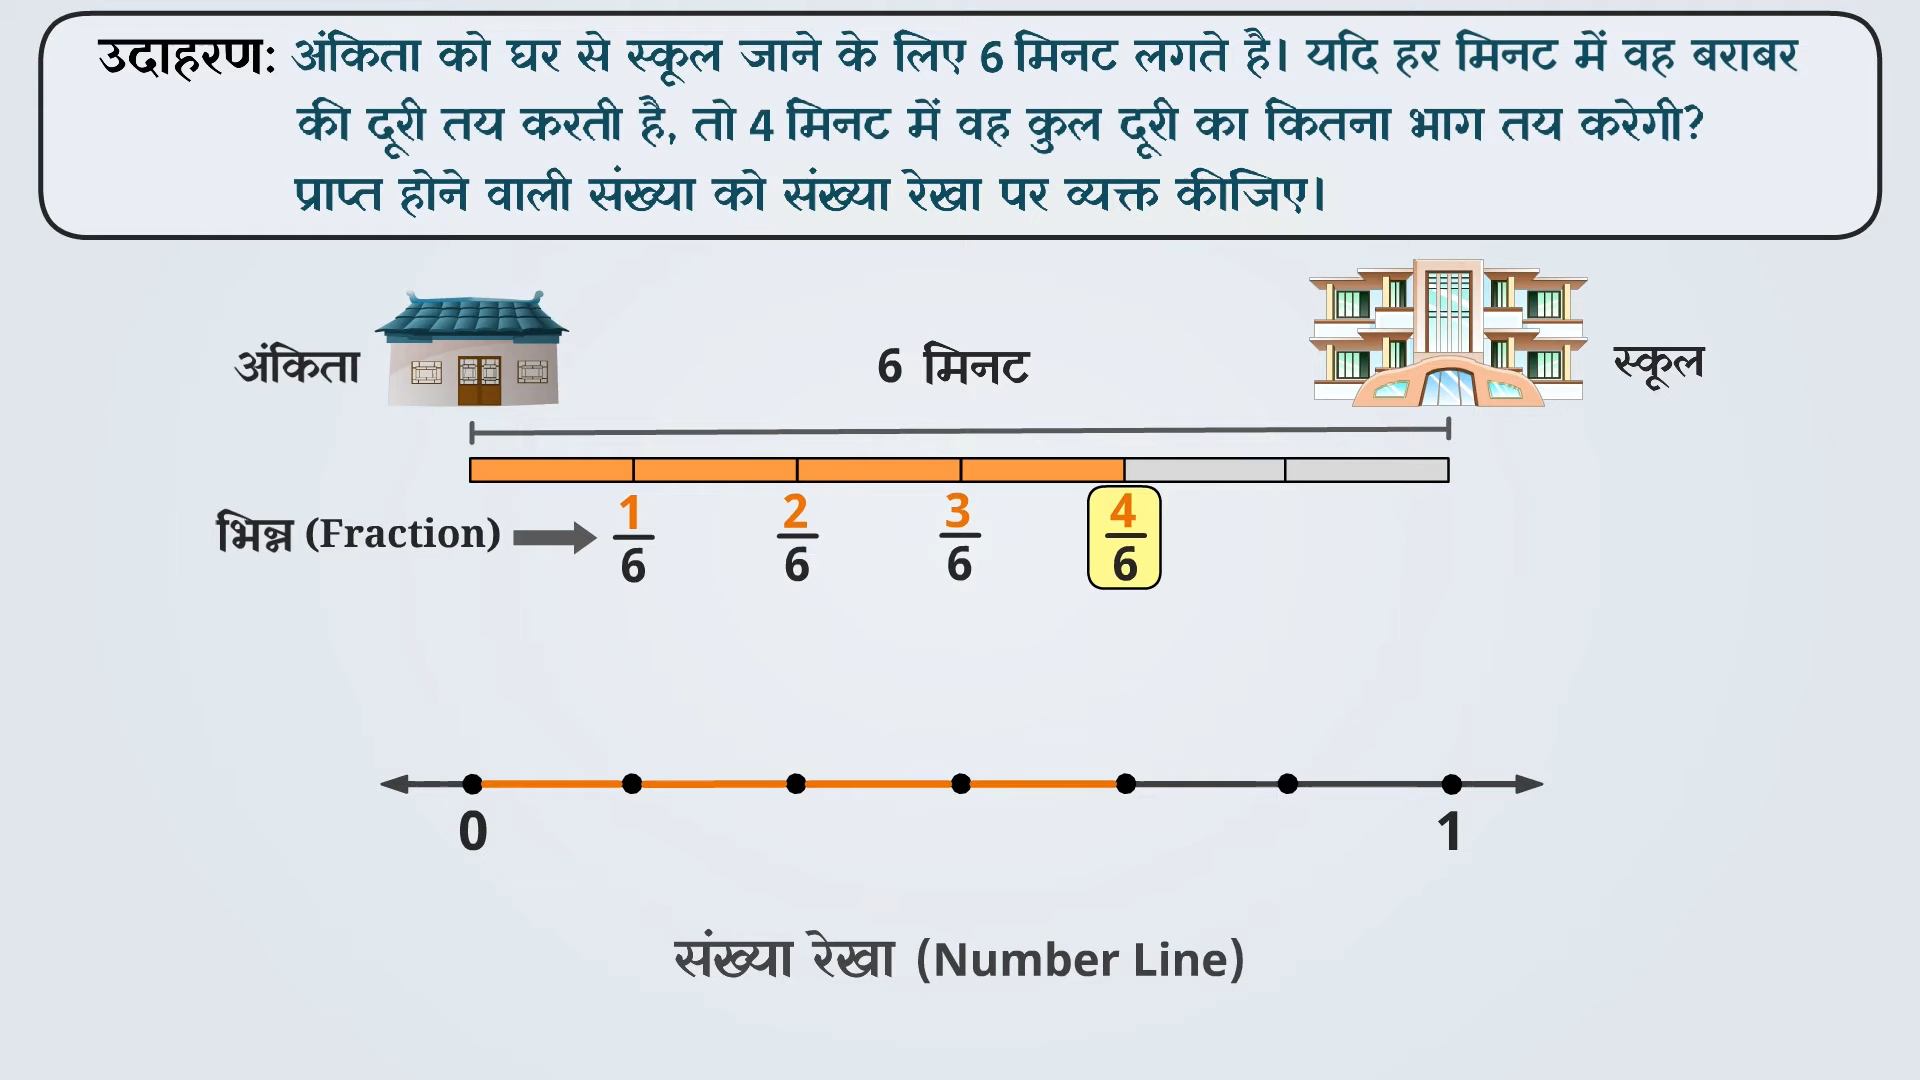 उदाहरण: अंकिता को घर से स्कूल जाने के लिए 6 मिनट लगते है। यदि हर मिनट में वह बराबर
की दूरी तय करती है, तो 4 मिनट में वह कुल दूरी का कितना भाग तय करेगी?
प्राप्त होने वाली संख्या को संख्या रेखा पर व्यक्त कीजिए।
अंकिता 6 मिनट स्कूल
भिन्न (Fraction) 1/6 2/6 3/6 4/6
0 1
संख्या रेखा (Number Line)